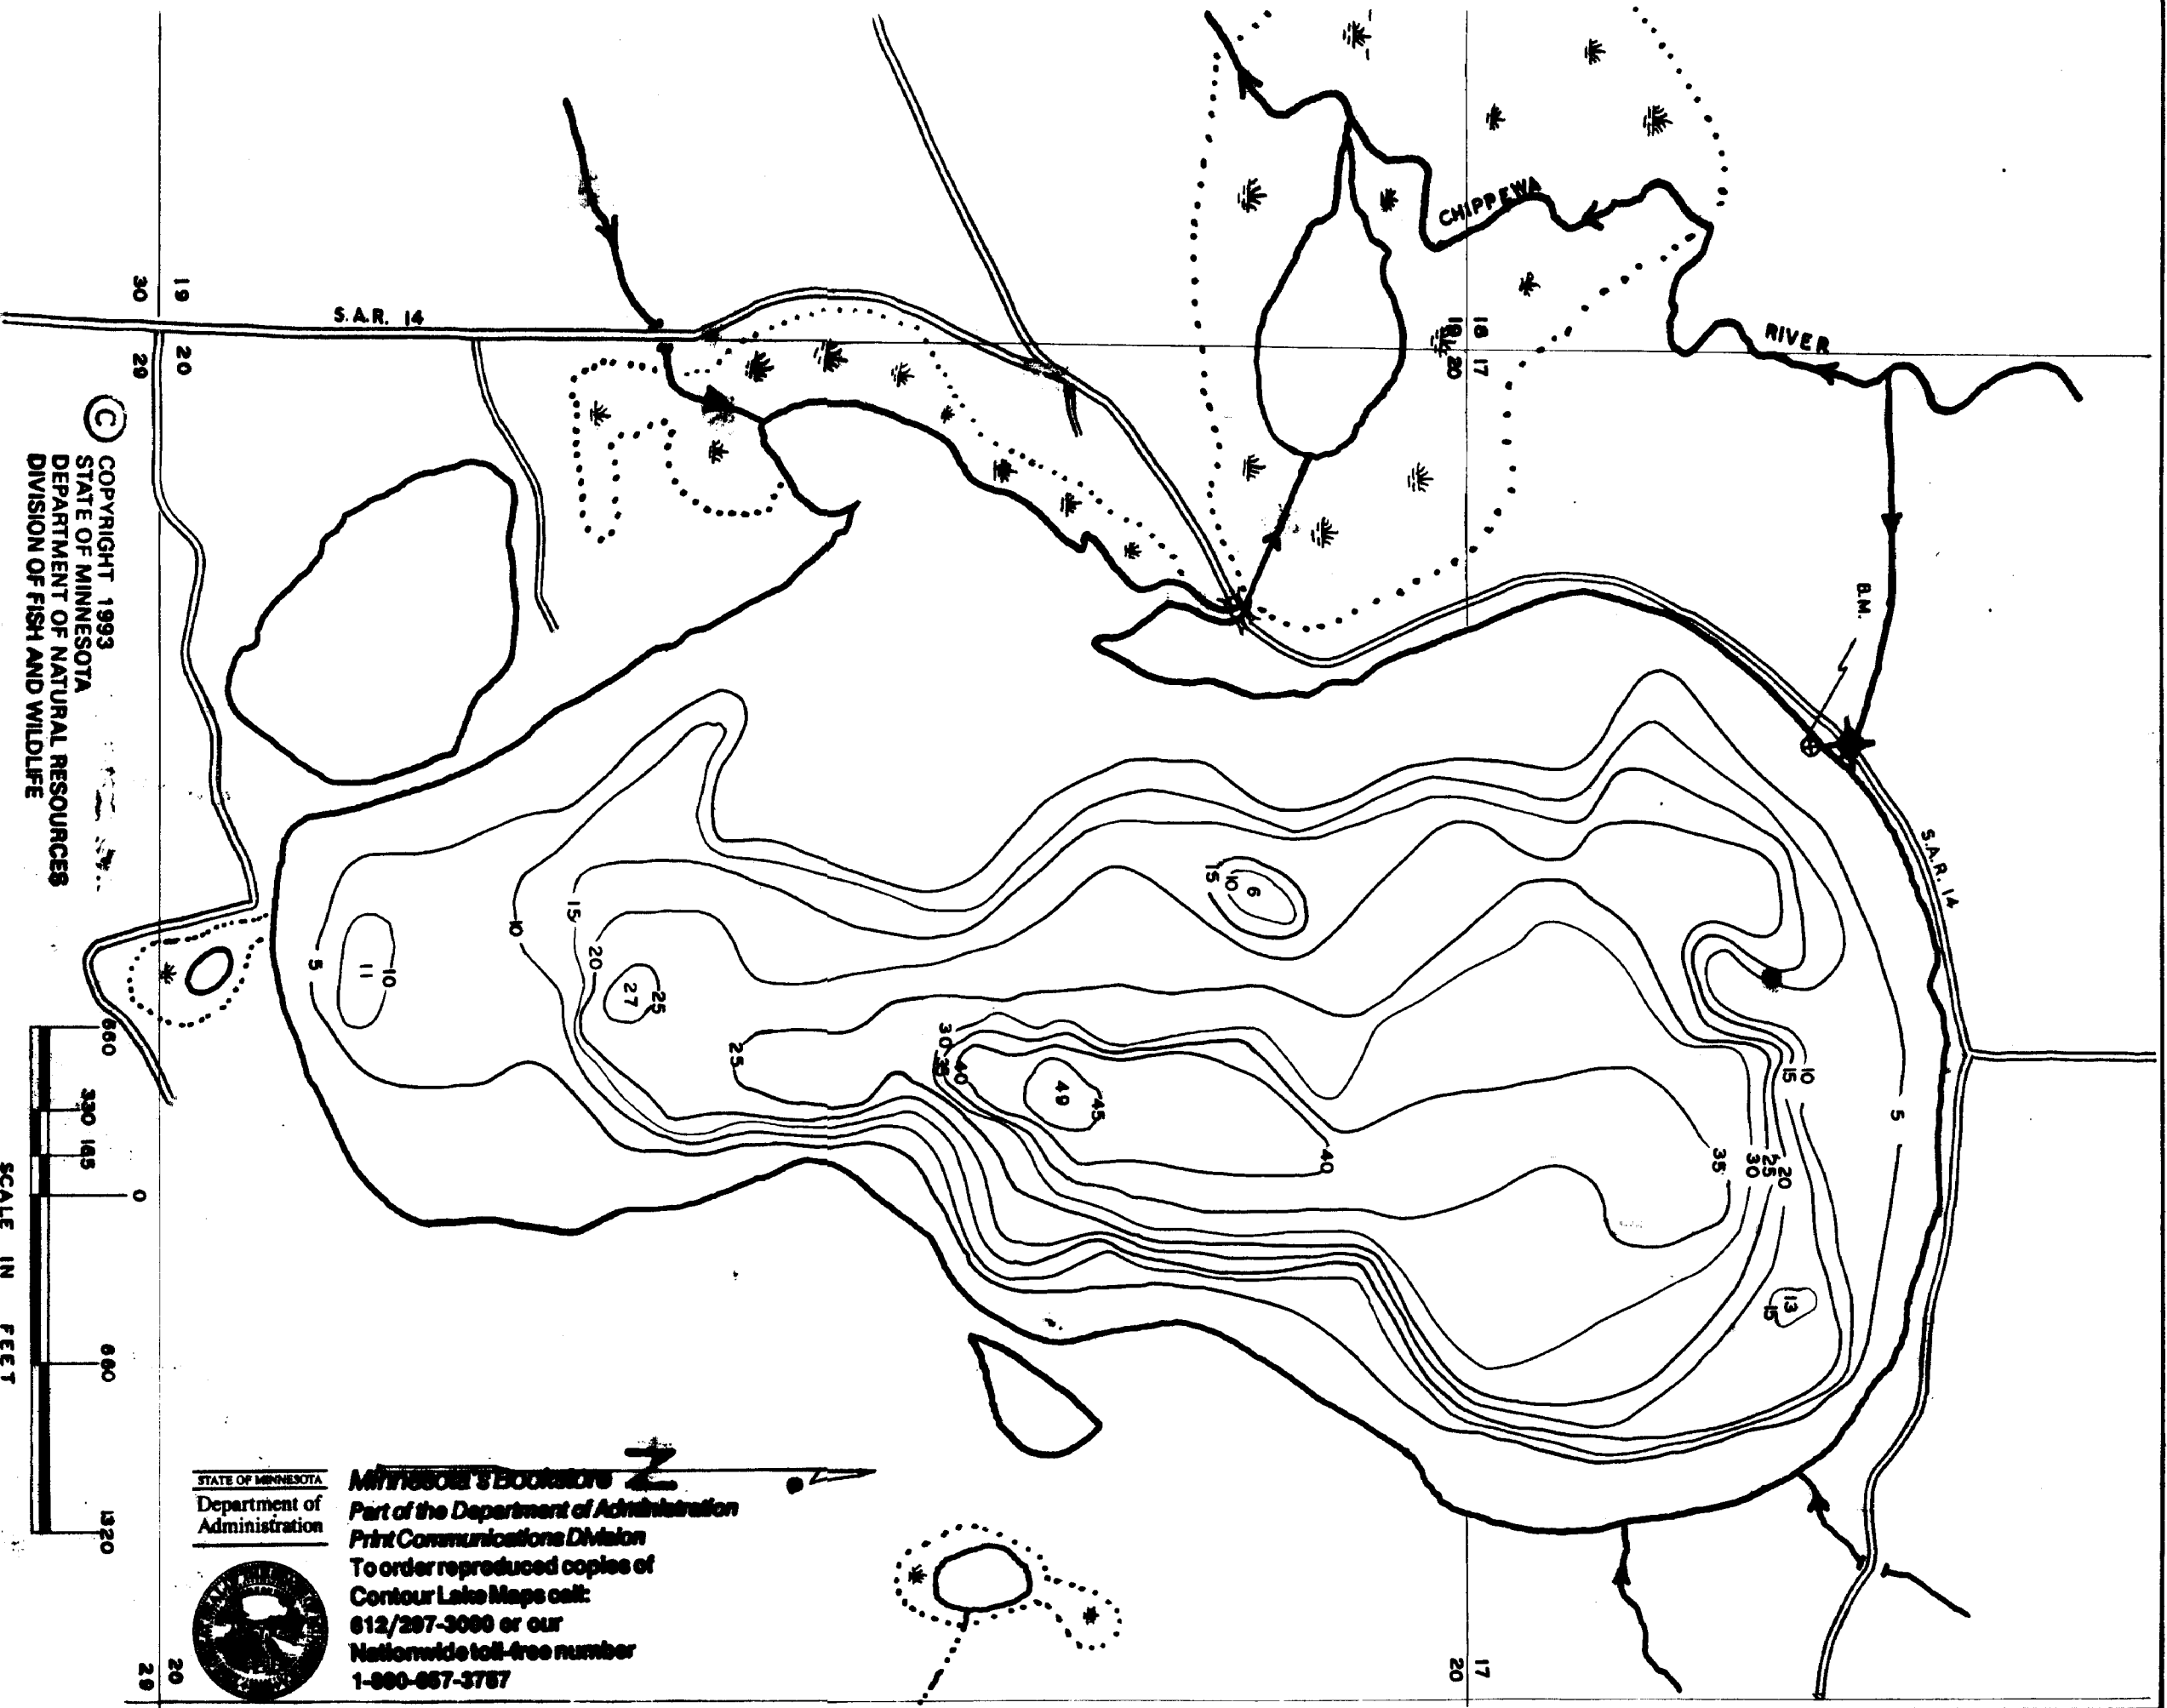 CHIPPEWA
RIVER
18
17
19
20
S.A.R. 14
19
30
20
29
B.M.
S.A.R. 14
© COPYRIGHT 1993
STATE OF MINNESOTA
DEPARTMENT OF NATURAL RESOURCES
DIVISION OF FISH AND WILDLIFE
15
10
6
5
10
15
20
25
30
35
13
15
5
11
10
10
15
20
27
25
25
30
35
40
49
45
40
660
330
165
0
660
1320
SCALE IN FEET
N
STATE OF MINNESOTA
Department of
Administration
Minnesota's Bookstore
Part of the Department of Administration
Print Communications Division
To order reproduced copies of
Contour Lake Maps call:
612/297-3000 or our
Nationwide toll-free number
1-800-657-3757
20
29
17
20